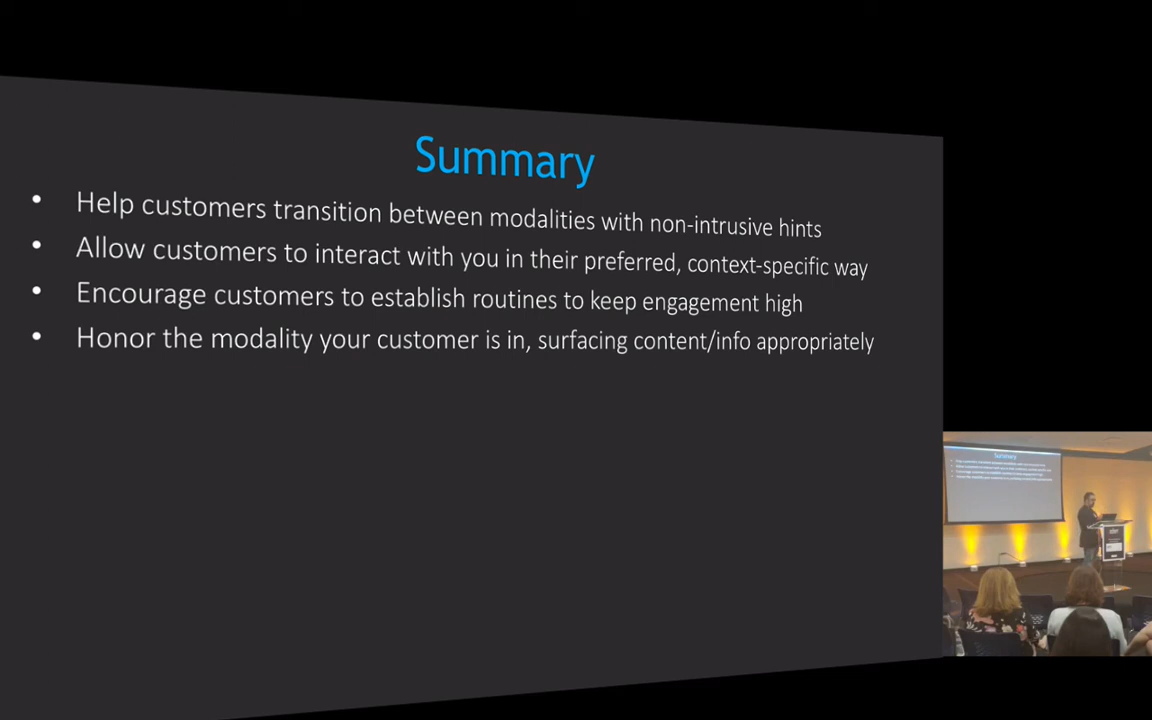 Summary
• Help customers transition between modalities with non-intrusive hints
• Allow customers to interact with you in their preferred, context-specific way
• Encourage customers to establish routines to keep engagement high
• Honor the modality your customer is in, surfacing content/info appropriately
Summary